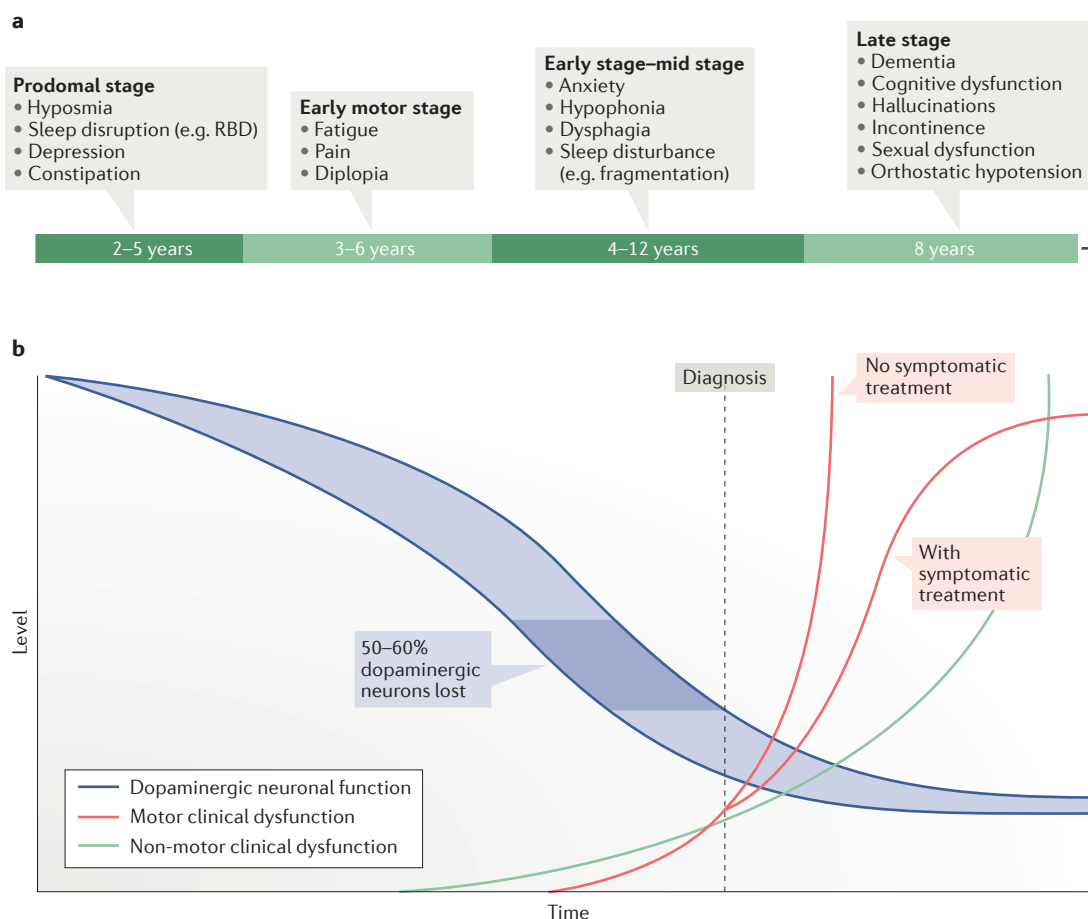 a
Prodomal stage
• Hyposmia
• Sleep disruption (e.g. RBD)
• Depression
• Constipation
Early motor stage
• Fatigue
• Pain
• Diplopia
Early stage–mid stage
• Anxiety
• Hypophonia
• Dysphagia
• Sleep disturbance
(e.g. fragmentation)
Late stage
• Dementia
• Cognitive dysfunction
• Hallucinations
• Incontinence
• Sexual dysfunction
• Orthostatic hypotension
2–5 years
3–6 years
4–12 years
8 years
b
Diagnosis
No symptomatic
treatment
With
symptomatic
treatment
50–60%
dopaminergic
neurons lost
Level
Dopaminergic neuronal function
Motor clinical dysfunction
Non-motor clinical dysfunction
Time